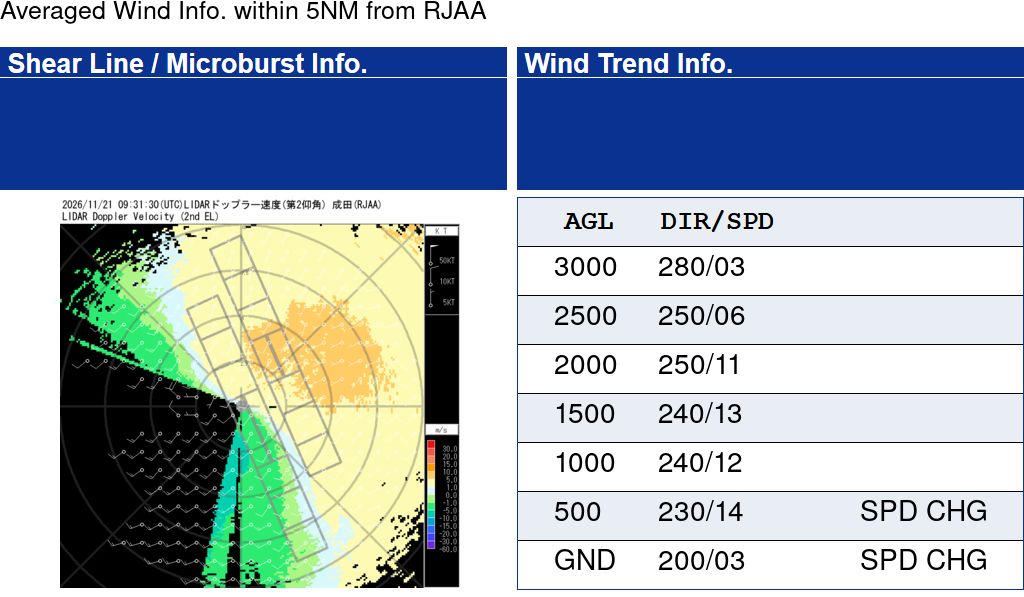 Averaged Wind Info. within 5NM from RJAA
Shear Line / Microburst Info.
Wind Trend Info.
2026/11/21 09:31:30(UTC)LIDARドップラー速度(第2仰角) 成田(RJAA)
LIDAR Doppler Velocity (2nd EL)
K T
50KT
10KT
5KT
m/s
30.0
20.0
15.0
10.0
5.0
1.0
0.0
-1.0
-5.0
-10.0
-15.0
-20.0
-30.0
-60.0
AGL DIR/SPD
3000 280/03
2500 250/06
2000 250/11
1500 240/13
1000 240/12
500 230/14 SPD CHG
GND 200/03 SPD CHG